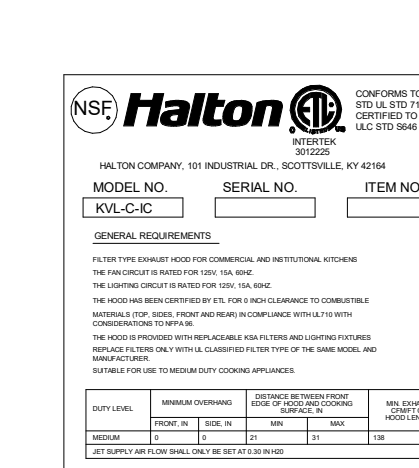 NSF
Halton
ETL
C LISTED US
INTERTEK
3012225
CONFORMS TO
STD UL STD 71
CERTIFIED TO
ULC STD S646
HALTON COMPANY, 101 INDUSTRIAL DR., SCOTTSVILLE, KY 42164
MODEL NO. SERIAL NO. ITEM NO
KVL-C-IC
GENERAL REQUIREMENTS
FILTER TYPE EXHAUST HOOD FOR COMMERCIAL AND INSTITUTIONAL KITCHENS
THE FAN CIRCUIT IS RATED FOR 125V, 15A, 60HZ.
THE LIGHTING CIRCUIT IS RATED FOR 125V, 15A, 60HZ.
THE HOOD HAS BEEN CERTIFIED BY ETL FOR 0 INCH CLEARANCE TO COMBUSTIBLE
MATERIALS (TOP, SIDES, FRONT AND REAR) IN COMPLIANCE WITH UL710 WITH
CONSIDERATIONS TO NFPA 96.
THE HOOD IS PROVIDED WITH REPLACEABLE KSA FILTERS AND LIGHTING FIXTURES
REPLACE FILTERS ONLY WITH UL CLASSIFIED FILTER TYPE OF THE SAME MODEL AND
MANUFACTURER.
SUITABLE FOR USE TO MEDIUM DUTY COOKING APPLIANCES.
DUTY LEVEL
MINIMUM OVERHANG
FRONT, IN SIDE, IN
DISTANCE BETWEEN FRONT
EDGE OF HOOD AND COOKING
SURFACE, IN
MIN MAX
MIN. EXHA
CFM/FT O
HOOD LEN
MEDIUM 0 0 21 31 138
JET SUPPLY AIR FLOW SHALL ONLY BE SET AT 0.30 IN H20